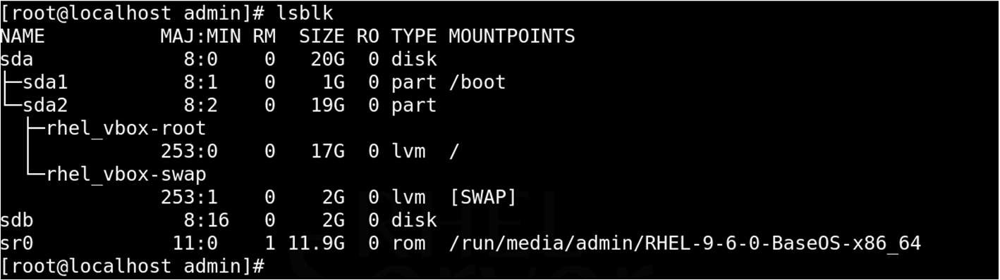 [root@localhost admin]# lsblk
NAME          MAJ:MIN RM  SIZE RO TYPE MOUNTPOINTS
sda             8:0    0   20G  0 disk
├─sda1          8:1    0    1G  0 part /boot
└─sda2          8:2    0   19G  0 part
  ├─rhel_vbox-root
              253:0    0   17G  0 lvm  /
  └─rhel_vbox-swap
              253:1    0    2G  0 lvm  [SWAP]
sdb             8:16   0    2G  0 disk
sr0            11:0    1 11.9G  0 rom  /run/media/admin/RHEL-9-6-0-BaseOS-x86_64
[root@localhost admin]#
RHEL